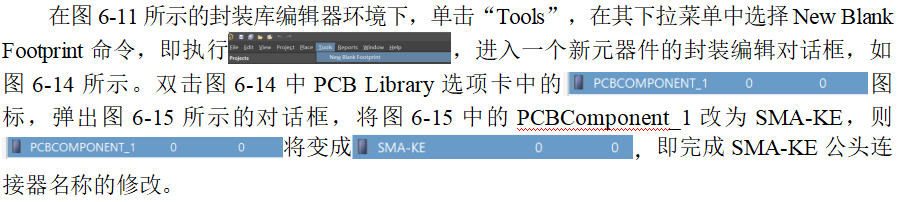 在图 6-11 所示的封装库编辑器环境下，单击“Tools”，在其下拉菜单中选择 New Blank
Footprint 命令，即执行 File Edit View Project Place Tools Reports Window Help Projects New Blank Footprint ，进入一个新元器件的封装编辑对话框，如
图 6-14 所示。双击图 6-14 中 PCB Library 选项卡中的 PCBCOMPONENT_1 0 0 图
标，弹出图 6-15 所示的对话框，将图 6-15 中的 PCBComponent_1 改为 SMA-KE，则
PCBCOMPONENT_1 0 0 将变成 SMA-KE 0 0 ，即完成 SMA-KE 公头连
接器名称的修改。